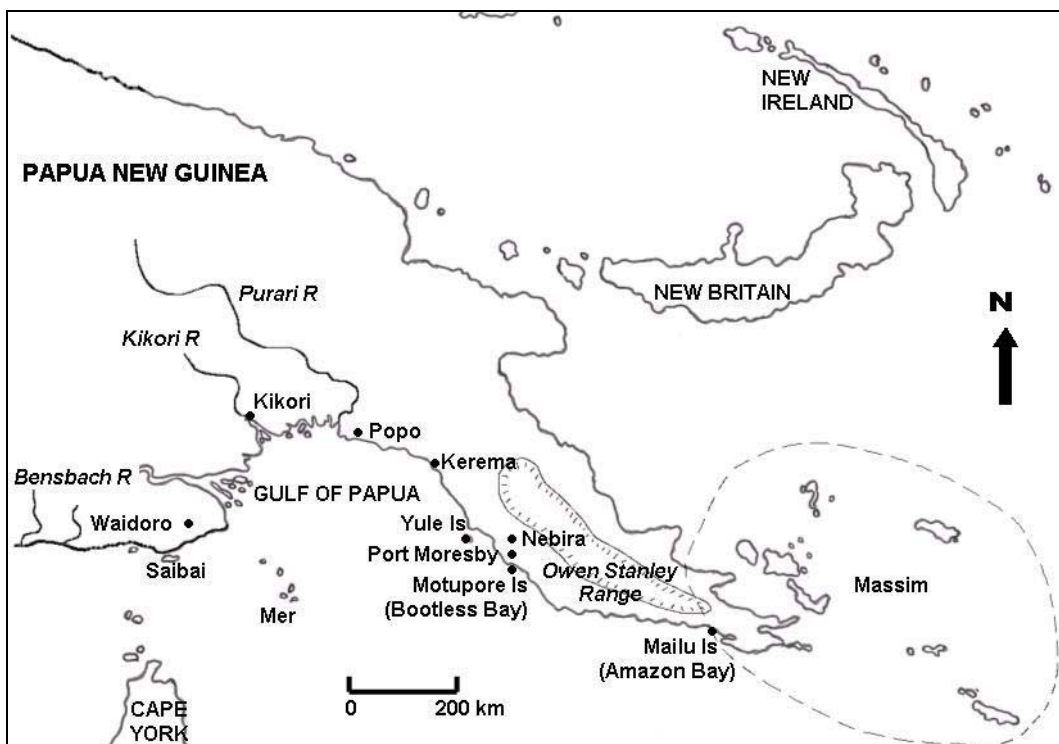 NEW
IRELAND
PAPUA NEW GUINEA
Purari R
NEW BRITAIN
N
Kikori R
Kikori
Popo
Kerema
Bensbach R
GULF OF PAPUA
Waidoro
Yule Is
Nebira
Port Moresby
Saibai
Owen Stanley
Range
Motupore Is
(Bootless Bay)
Massim
Mer
Mailu Is
(Amazon Bay)
0 200 km
CAPE
YORK